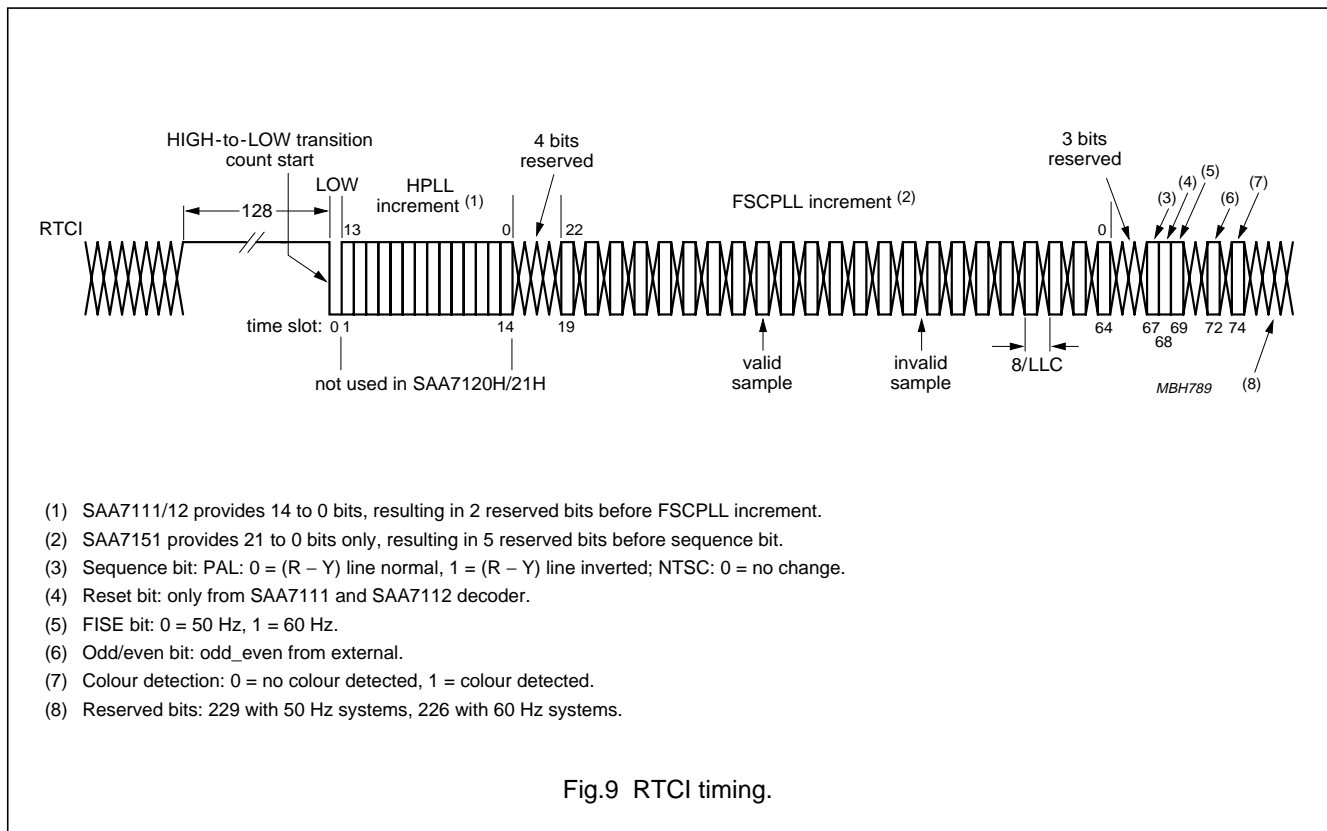 HIGH-to-LOW transition
count start
4 bits
reserved
3 bits
reserved
(3)
(4)
(5)
(6)
(7)
LOW
HPLL
increment (1)
FSCPLL increment (2)
128
RTCI
13
0
22
0
time slot:
0 1
14
19
64
67
68
69
72
74
not used in SAA7120H/21H
valid
sample
invalid
sample
8/LLC
MBH789
(8)
(1) SAA7111/12 provides 14 to 0 bits, resulting in 2 reserved bits before FSCPLL increment.
(2) SAA7151 provides 21 to 0 bits only, resulting in 5 reserved bits before sequence bit.
(3) Sequence bit: PAL: 0 = (R − Y) line normal, 1 = (R − Y) line inverted; NTSC: 0 = no change.
(4) Reset bit: only from SAA7111 and SAA7112 decoder.
(5) FISE bit: 0 = 50 Hz, 1 = 60 Hz.
(6) Odd/even bit: odd_even from external.
(7) Colour detection: 0 = no colour detected, 1 = colour detected.
(8) Reserved bits: 229 with 50 Hz systems, 226 with 60 Hz systems.
Fig.9 RTCI timing.